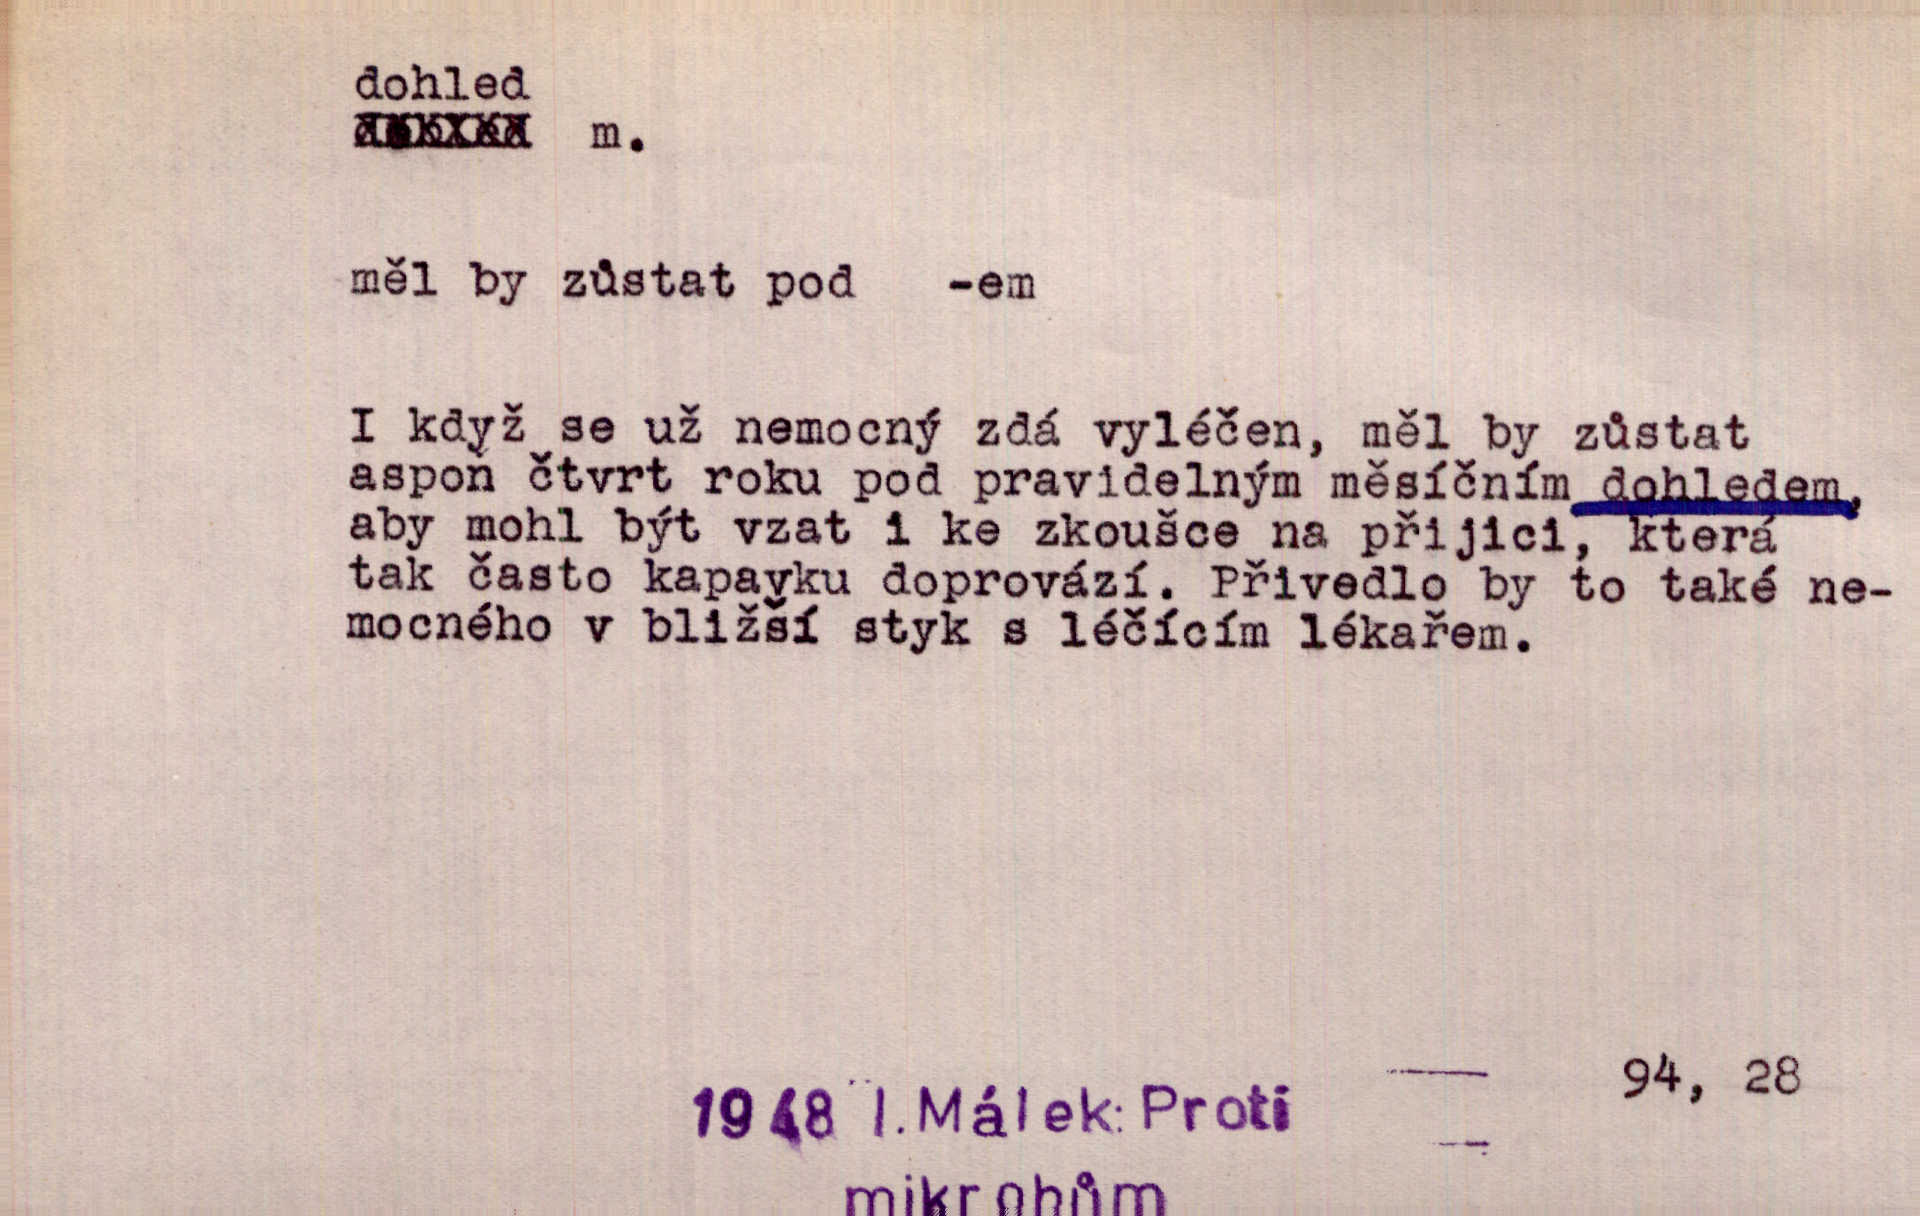 dohled
m.
měl by zůstat pod -em
I když se už nemocný zdá vyléčen, měl by zůstat
aspoň čtvrt roku pod pravidelným měsíčním dohledem,
aby mohl být vzat i ke zkoušce na přijici, která
tak často kapavku doprovází. Přivedlo by to také ne-
mocného v bližší styk s léčícím lékařem.
94, 28
1948 I. Málek: Proti
mikrobům